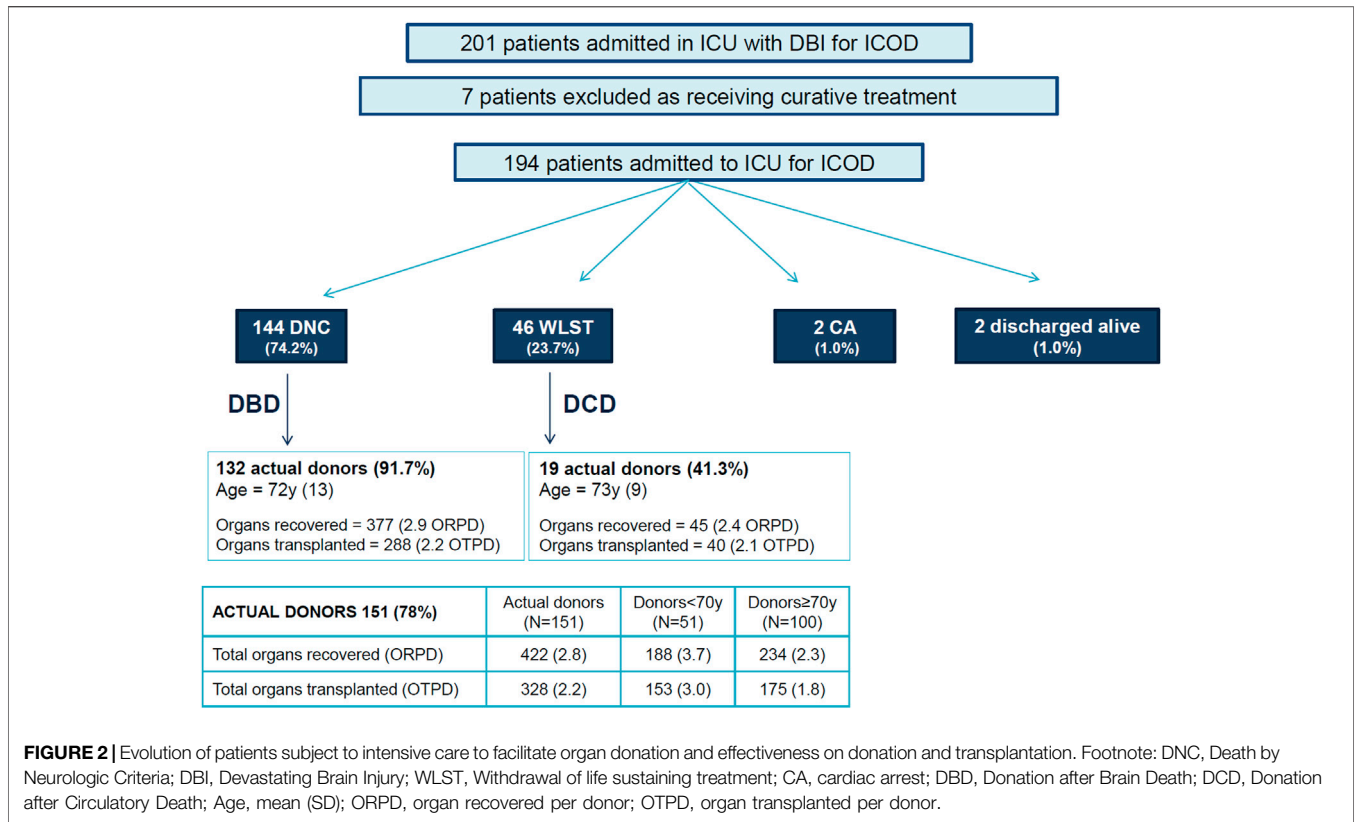 201 patients admitted in ICU with DBI for ICOD
7 patients excluded as receiving curative treatment
194 patients admitted to ICU for ICOD
144 DNC
(74.2%)
46 WLST
(23.7%)
2 CA
(1.0%)
2 discharged alive
(1.0%)
DBD
DCD
132 actual donors (91.7%)
Age = 72y (13)
Organs recovered = 377 (2.9 ORPD)
Organs transplanted = 288 (2.2 OTPD)
19 actual donors (41.3%)
Age = 73y (9)
Organs recovered = 45 (2.4 ORPD)
Organs transplanted = 40 (2.1 OTPD)
ACTUAL DONORS 151 (78%)
Actual donors
(N=151)
Donors<70y
(N=51)
Donors≥70y
(N=100)
Total organs recovered (ORPD) 422 (2.8) 188 (3.7) 234 (2.3)
Total organs transplanted (OTPD) 328 (2.2) 153 (3.0) 175 (1.8)
FIGURE 2 | Evolution of patients subject to intensive care to facilitate organ donation and effectiveness on donation and transplantation. Footnote: DNC, Death by
Neurologic Criteria; DBI, Devastating Brain Injury; WLST, Withdrawal of life sustaining treatment; CA, cardiac arrest; DBD, Donation after Brain Death; DCD, Donation
after Circulatory Death; Age, mean (SD); ORPD, organ recovered per donor; OTPD, organ transplanted per donor.